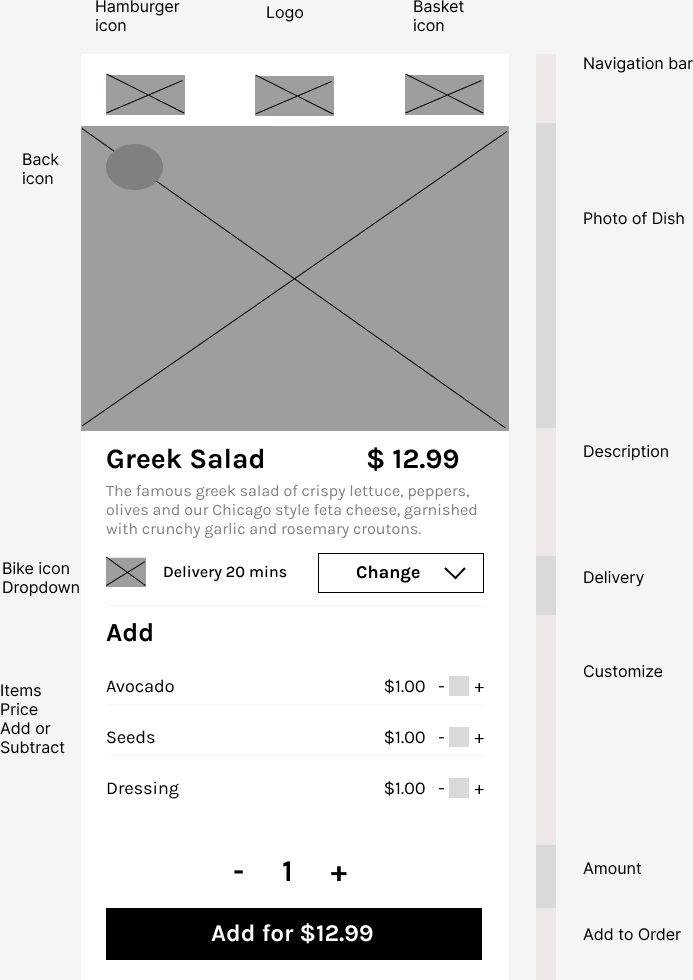 Hamburger
icon
Logo
Basket
icon
Navigation bar
Back
icon
Photo of Dish
Greek Salad $ 12.99
Description
The famous greek salad of crispy lettuce, peppers,
olives and our Chicago style feta cheese, garnished
with crunchy garlic and rosemary croutons.
Bike icon
Dropdown
Delivery 20 mins Change
Delivery
Add
Customize
Items
Price
Add or
Subtract
Avocado $1.00 - +
Seeds $1.00 - +
Dressing $1.00 - +
- 1 +
Amount
Add for $12.99
Add to Order